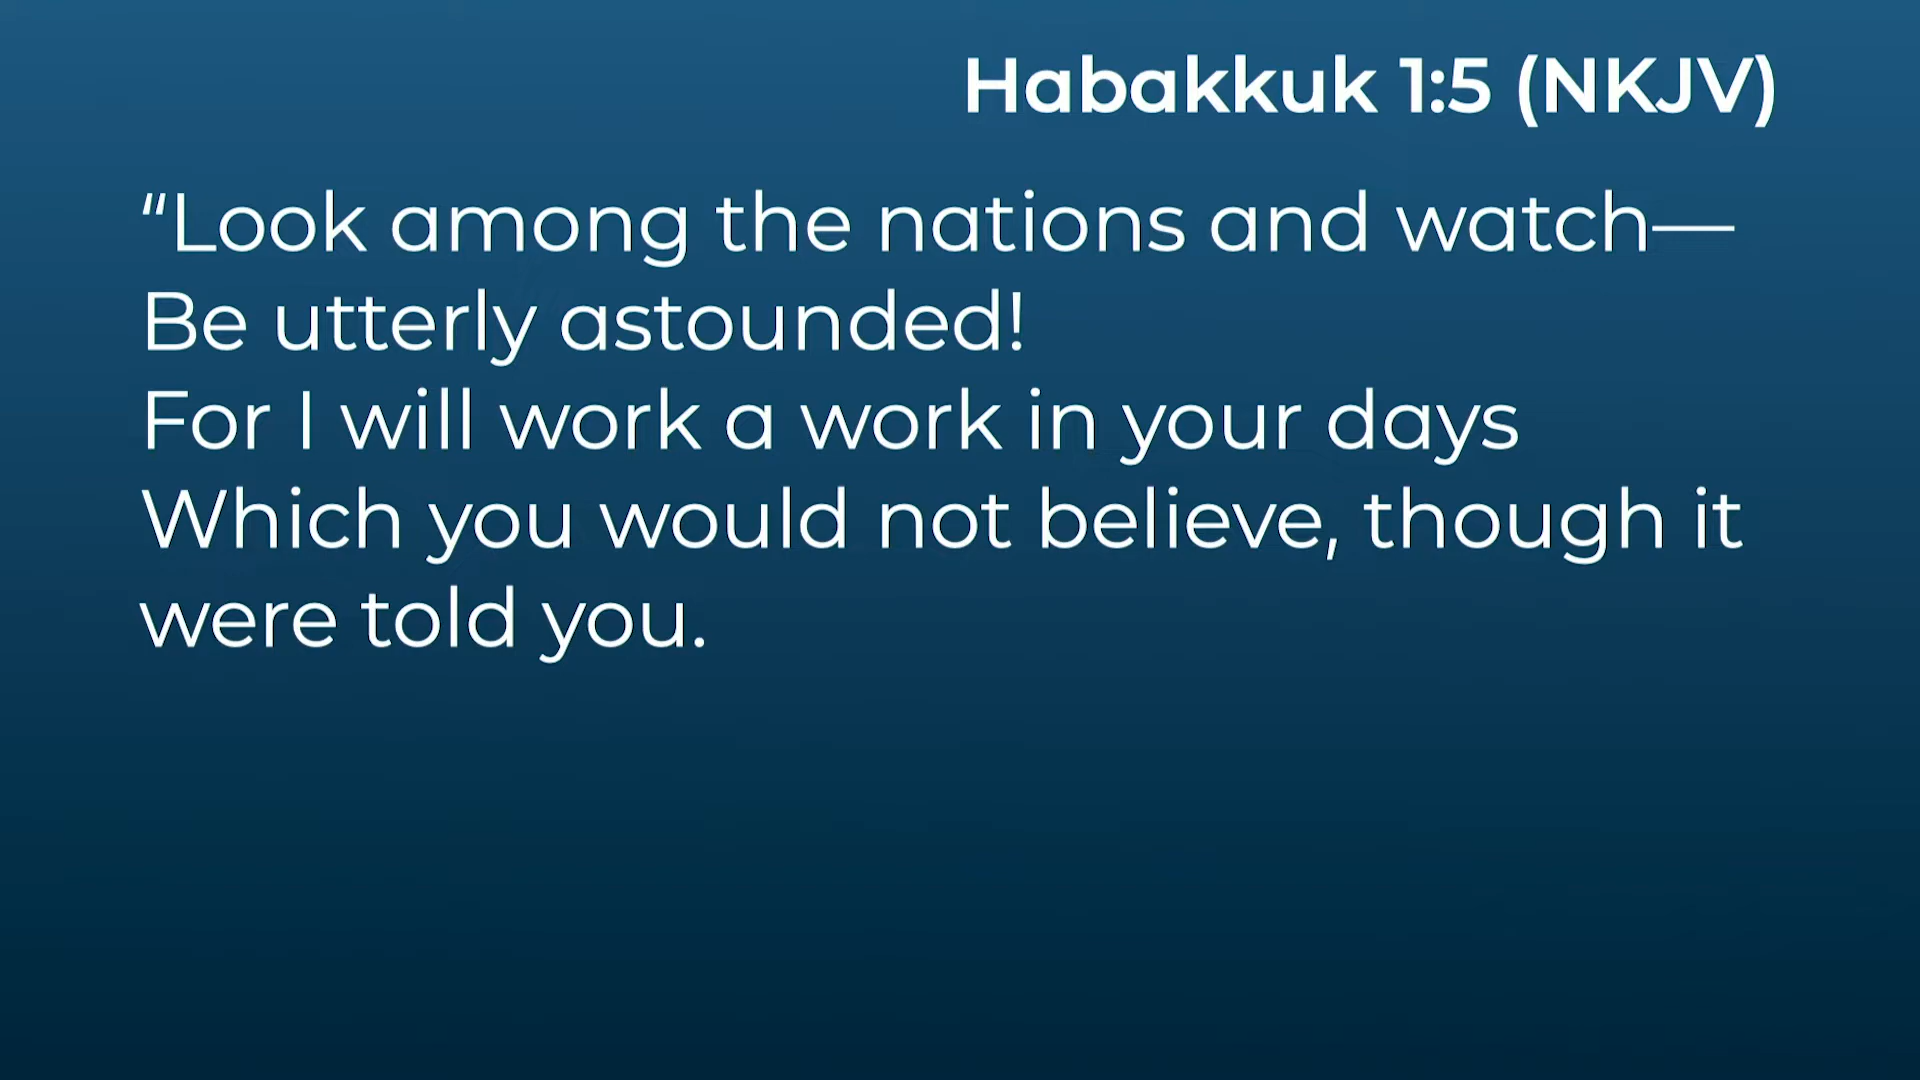 Habakkuk 1:5 (NKJV)
“Look among the nations and watch—
Be utterly astounded!
For I will work a work in your days
Which you would not believe, though it
were told you.